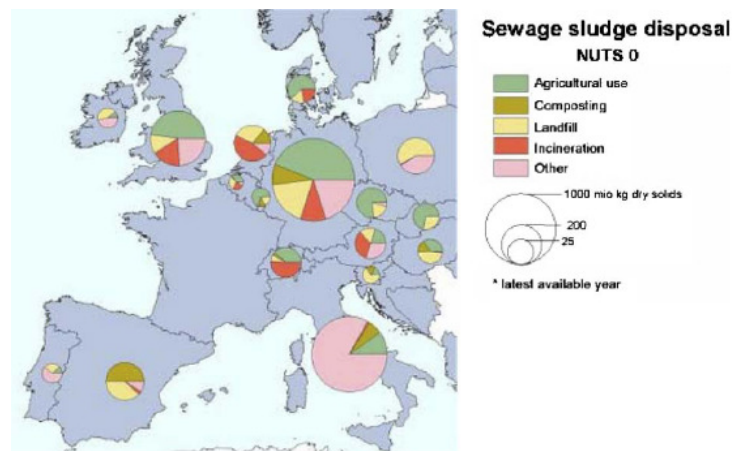 Sewage sludge disposal
NUTS 0
Agricultural use
Composting
Landfill
Incineration
Other
1000 mio kg dry solids
200
25
* latest available year